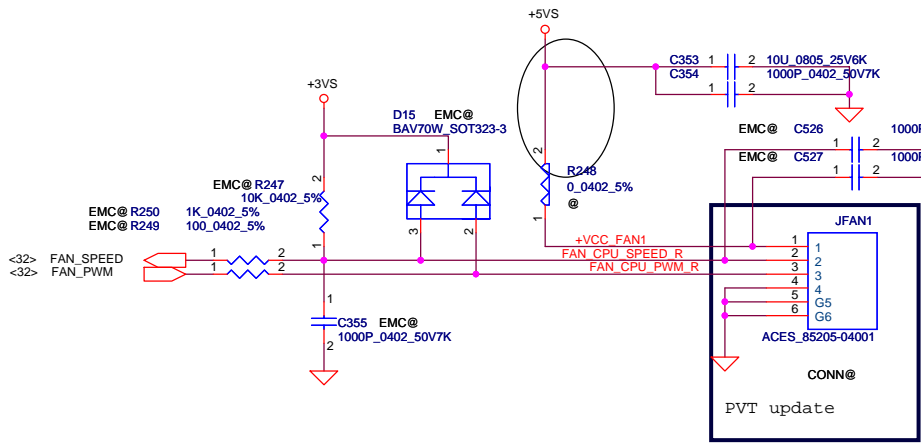 +5VS
C353 1 2 10U_0805_25V6K
C354 1 2 1000P_0402_50V7K
+3VS
D15 EMC@
BAV70W_SOT323-3
1
EMC@ C526 1 2 1000P
EMC@ C527 1 2 1000P
2
R248
0_0402_5%
@
1
2
EMC@ R247
10K_0402_5%
1
3 2
EMC@ R250 1K_0402_5%
EMC@ R249 100_0402_5%
JFAN1
+VCC_FAN1 1 1
<32> FAN_SPEED 1 2 FAN_CPU_SPEED_R 2 2
<32> FAN_PWM 1 2 FAN_CPU_PWM_R 3 3
4 4
5 G5
6 G6
1
C355 EMC@
1000P_0402_50V7K
2
ACES_85205-04001
CONN@
PVT update